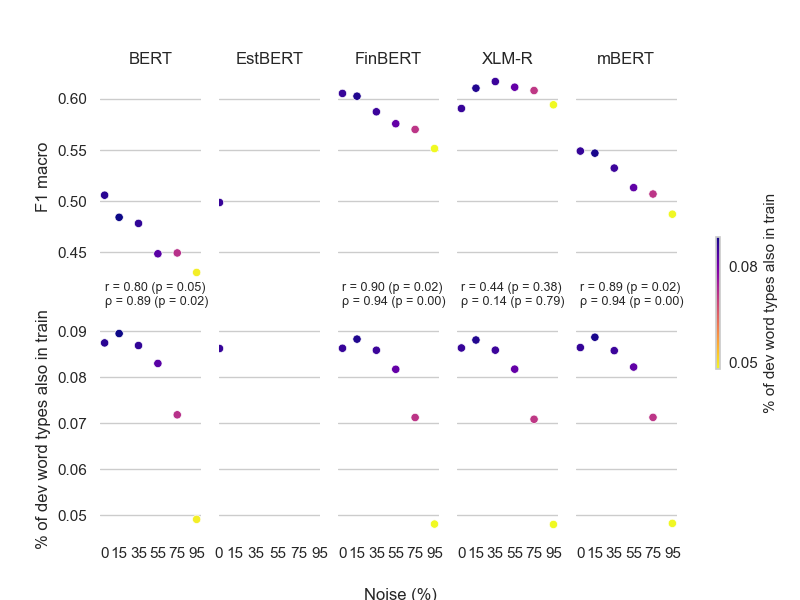 BERT EstBERT FinBERT XLM-R mBERT
F1 macro
0.60
0.55
0.50
0.45
r = 0.80 (p = 0.05)
ρ = 0.89 (p = 0.02)
r = 0.90 (p = 0.02)
ρ = 0.94 (p = 0.00)
r = 0.44 (p = 0.38)
ρ = 0.14 (p = 0.79)
r = 0.89 (p = 0.02)
ρ = 0.94 (p = 0.00)
% of dev word types also in train
0.09
0.08
0.07
0.06
0.05
0 15 35 55 75 95
0 15 35 55 75 95
0 15 35 55 75 95
0 15 35 55 75 95
0 15 35 55 75 95
Noise (%)
0.08
0.05
% of dev word types also in train